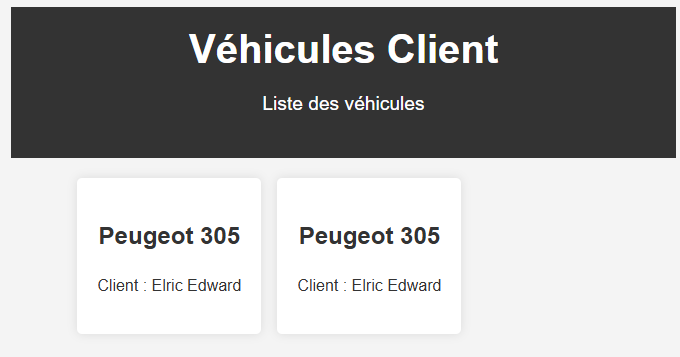 Véhicules Client
Liste des véhicules
Peugeot 305
Client : Elric Edward
Peugeot 305
Client : Elric Edward